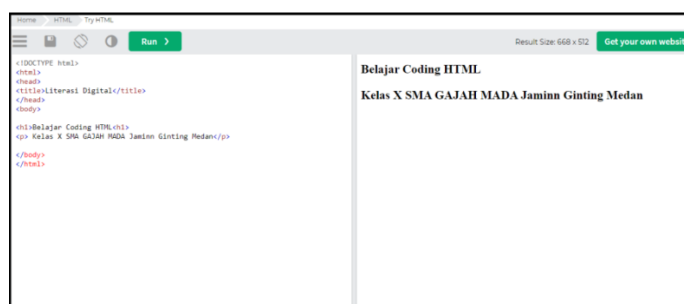 Home HTML Try HTML
Run ❯
Result Size: 668 x 512
Get your own websit
<!DOCTYPE html>
<html>
<head>
<title>Literasi Digital</title>
</head>
<body>
<h1>Belajar Coding HTML<h1>
<p> Kelas X SMA GAJAH MADA Jaminn Ginting Medan</p>
</body>
</html>
Belajar Coding HTML
Kelas X SMA GAJAH MADA Jaminn Ginting Medan